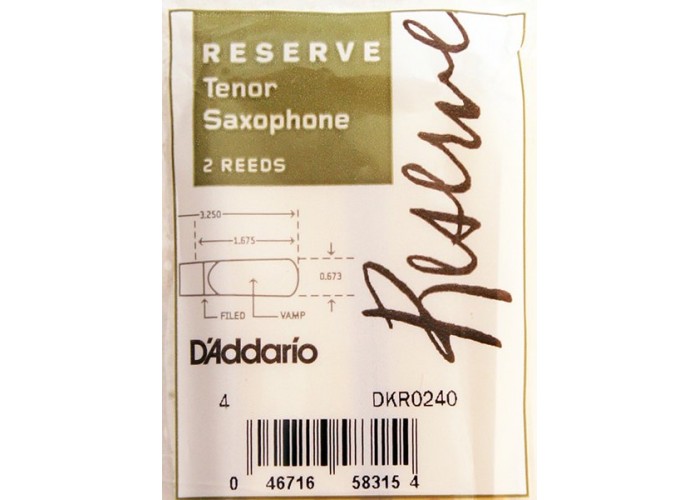 RESERVE
Tenor
Saxophone
2 REEDS
Reserve
3.250
1.675
0.673
FILED VAMP
D'Addario
4 DKR0240
0 46716 58315 4